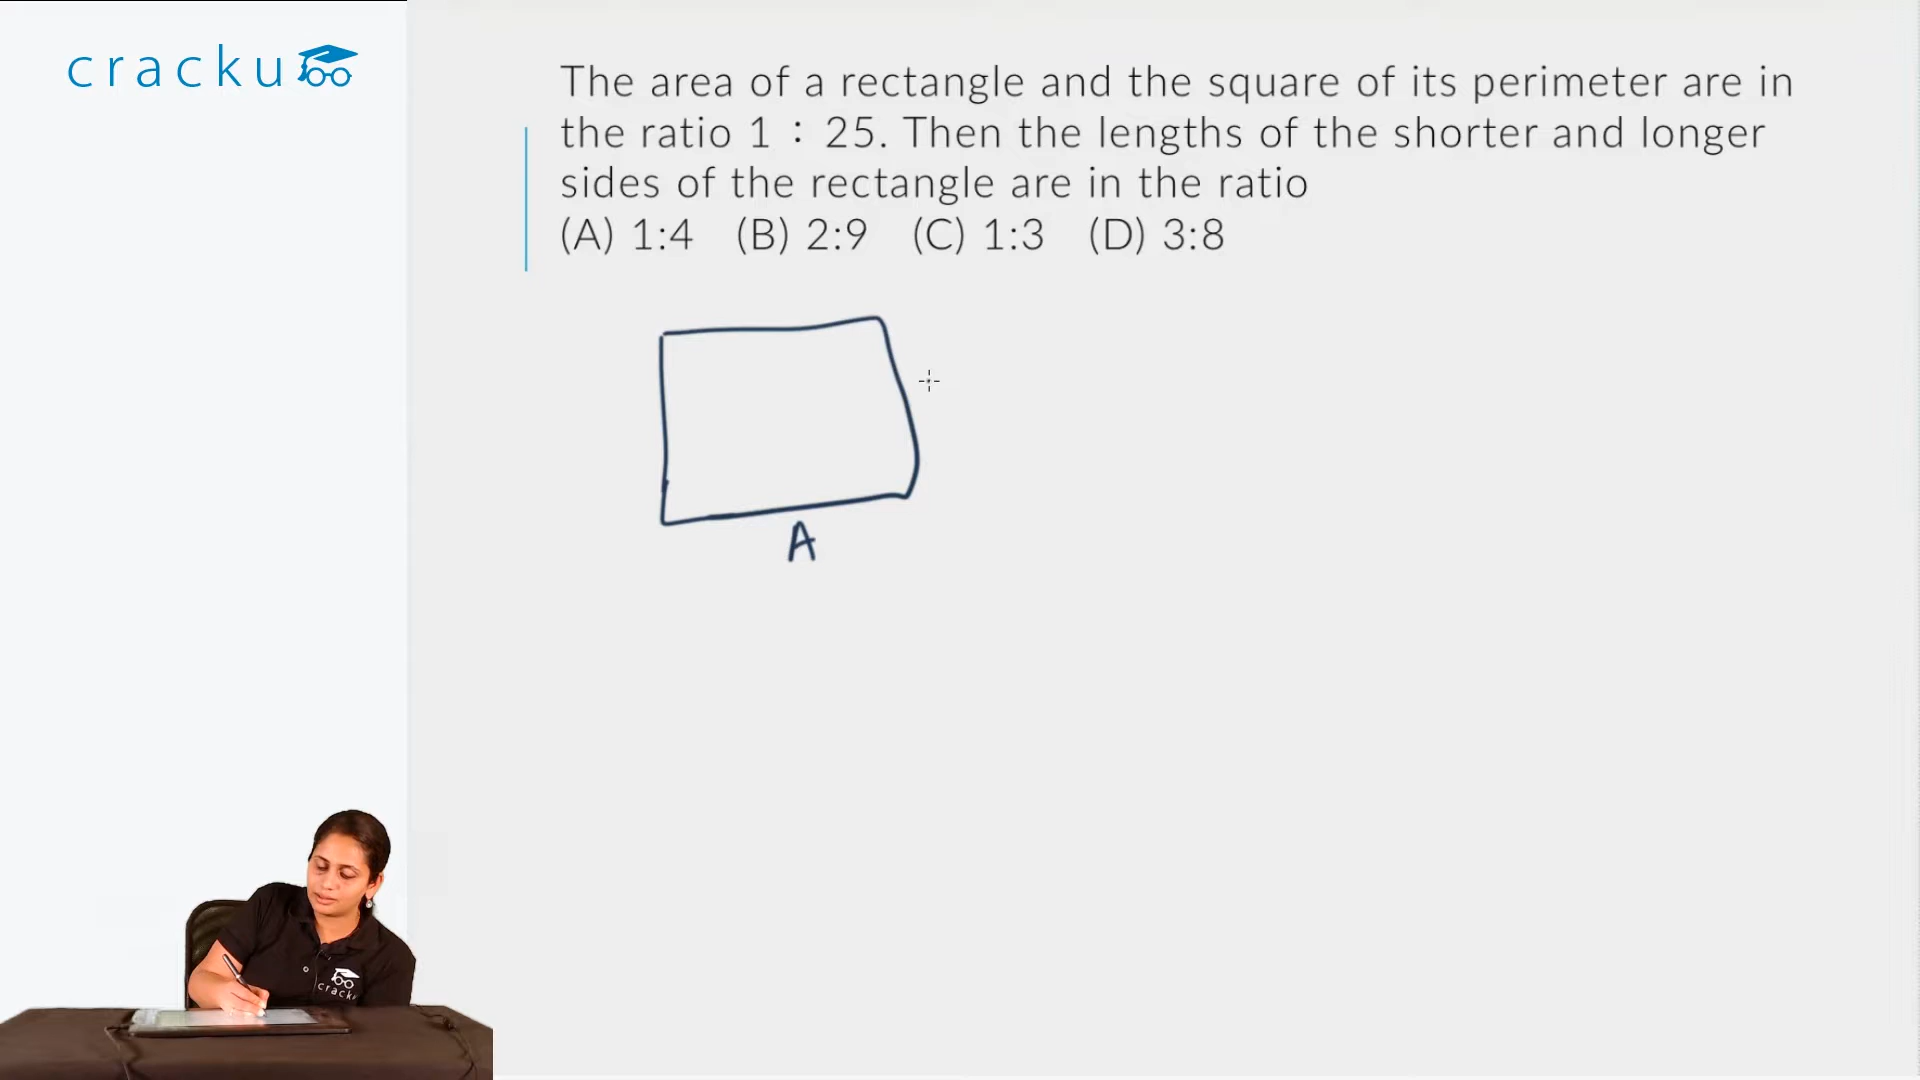 cracku
The area of a rectangle and the square of its perimeter are in
the ratio 1 : 25. Then the lengths of the shorter and longer
sides of the rectangle are in the ratio
(A) 1:4 (B) 2:9 (C) 1:3 (D) 3:8
A
cracku